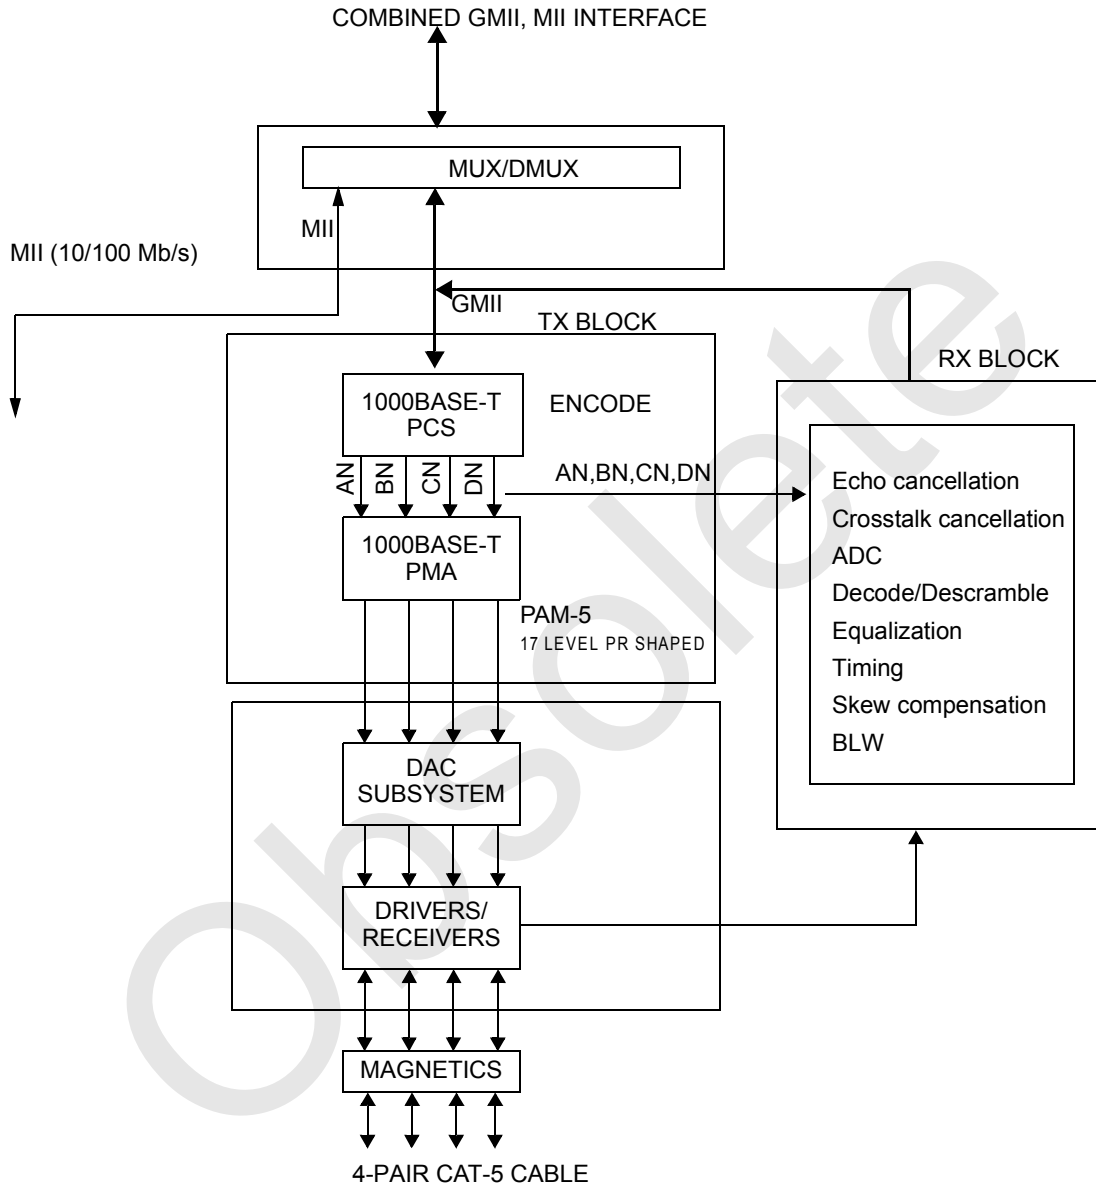 COMBINED GMII, MII INTERFACE
MUX/DMUX
MII
MII (10/100 Mb/s)
GMII
TX BLOCK
RX BLOCK
1000BASE-T
PCS
ENCODE
AN
BN
CN
DN
AN,BN,CN,DN
1000BASE-T
PMA
PAM-5
17 LEVEL PR SHAPED
Echo cancellation
Crosstalk cancellation
ADC
Decode/Descramble
Equalization
Timing
Skew compensation
BLW
DAC
SUBSYSTEM
DRIVERS/
RECEIVERS
MAGNETICS
4-PAIR CAT-5 CABLE
Obsolete